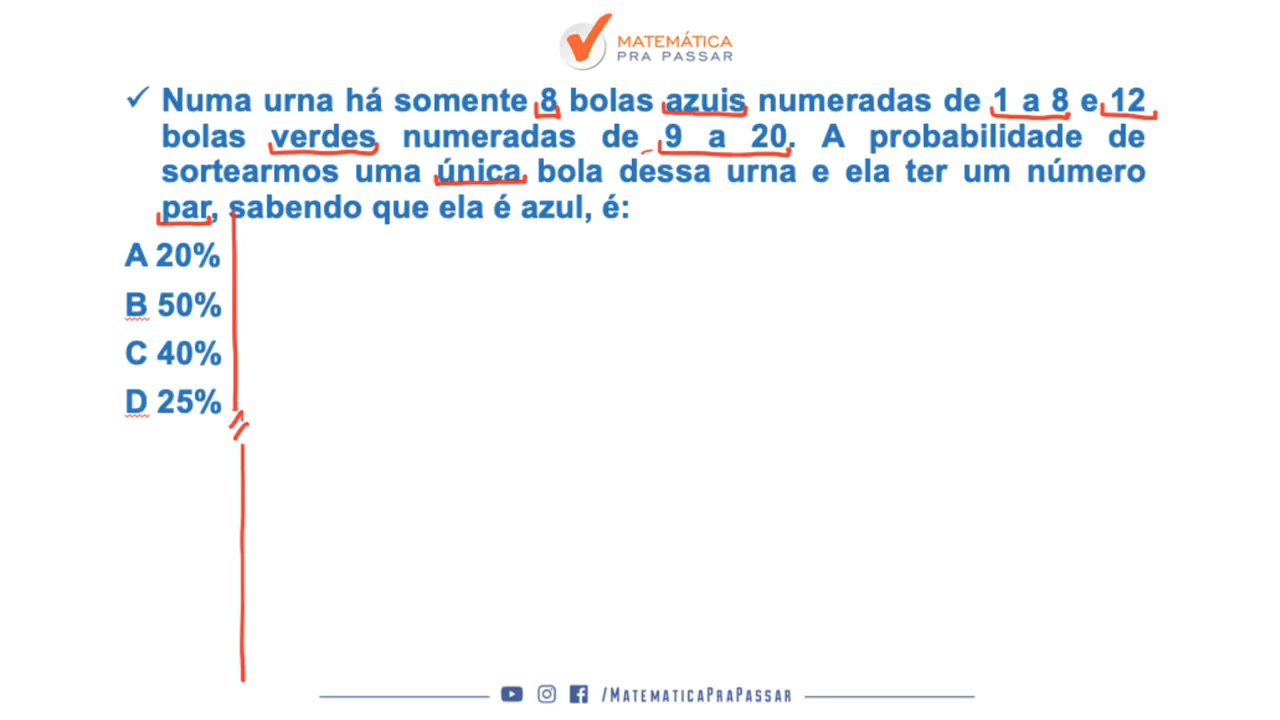 MATEMÁTICA
PRA PASSAR
✓ Numa urna há somente 8 bolas azuis numeradas de 1 a 8 e 12
bolas verdes numeradas de 9 a 20. A probabilidade de
sortearmos uma única bola dessa urna e ela ter um número
par, sabendo que ela é azul, é:
A 20%
B 50%
C 40%
D 25%
/MATEMATICAPRAPASSAR